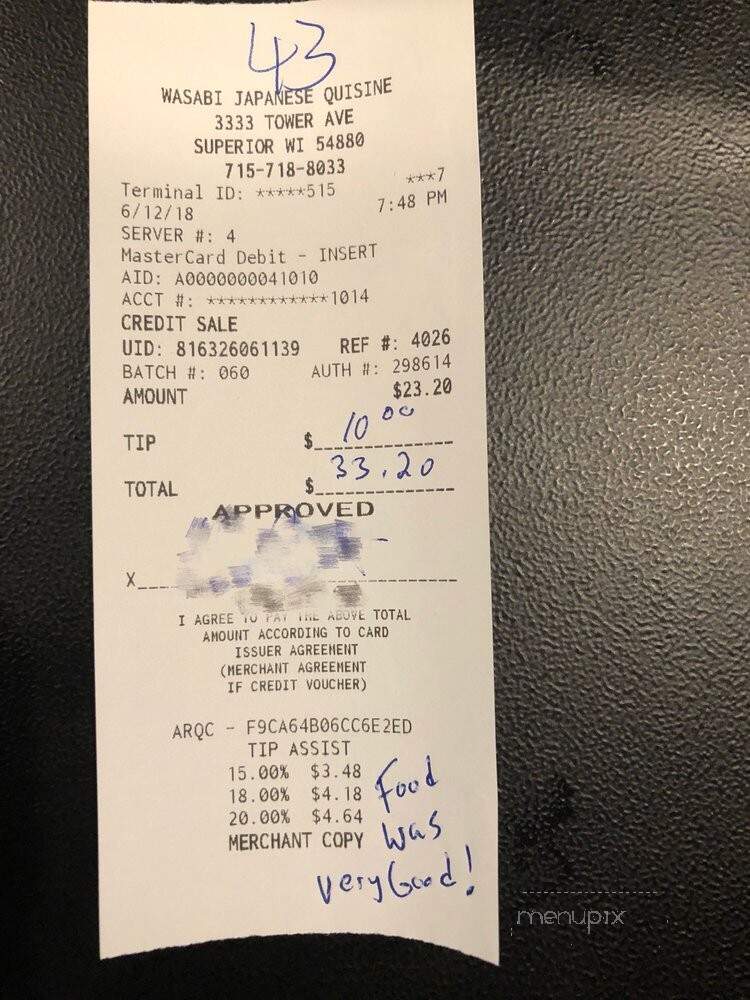 43
WASABI JAPANESE QUISINE
3333 TOWER AVE
SUPERIOR WI 54880
715-718-8033
Terminal ID: *****515 ***7
6/12/18 7:48 PM
SERVER #: 4
MasterCard Debit - INSERT
AID: A0000000041010
ACCT #: ************1014
CREDIT SALE
UID: 816326061139 REF #: 4026
BATCH #: 060 AUTH #: 298614
AMOUNT $23.20
TIP $ 10 00
TOTAL $ 33.20
APPROVED
X
I AGREE TO PAY THE ABOVE TOTAL
AMOUNT ACCORDING TO CARD
ISSUER AGREEMENT
(MERCHANT AGREEMENT
IF CREDIT VOUCHER)
ARQC - F9CA64B06CC6E2ED
TIP ASSIST
15.00% $3.48
18.00% $4.18
20.00% $4.64
MERCHANT COPY
Food
was
very Good!
menupix